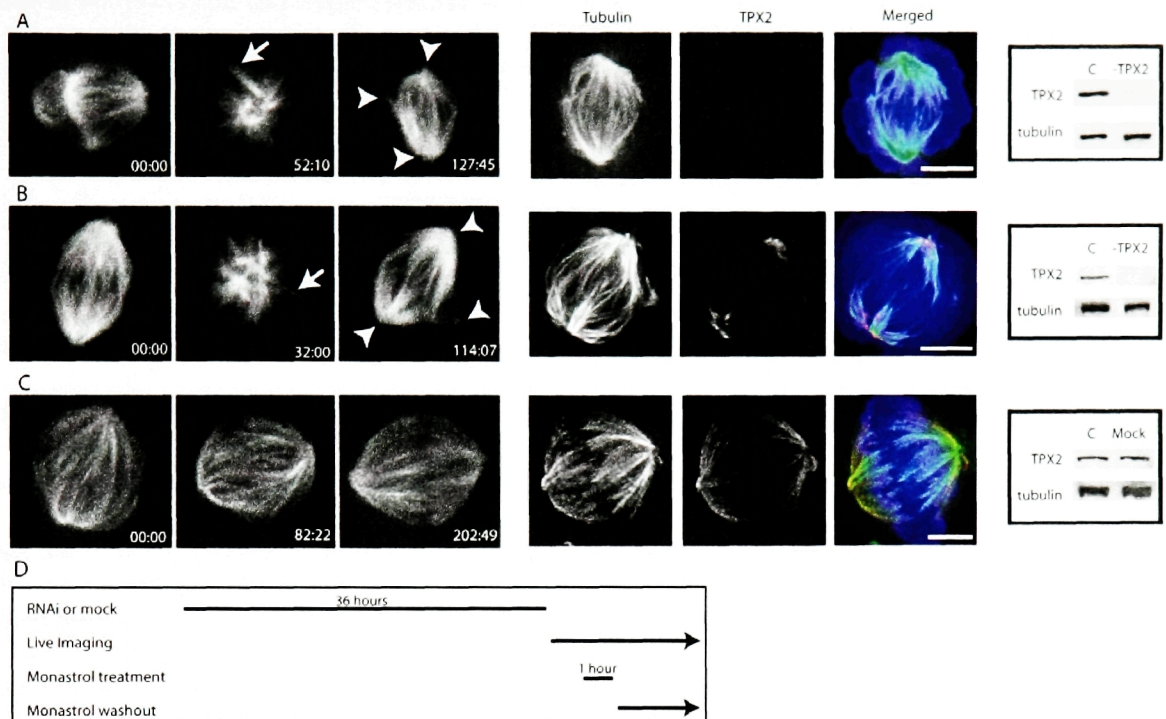 A
Tubulin
TPX2
Merged
00:00
52:10
127:45
C -TPX2
TPX2
tubulin
B
00:00
32:00
114:07
C -TPX2
TPX2
tubulin
C
00:00
82:22
202:49
C Mock
TPX2
tubulin
D
RNAi or mock
36 hours
Live Imaging
Monastrol treatment
1 hour
Monastrol washout